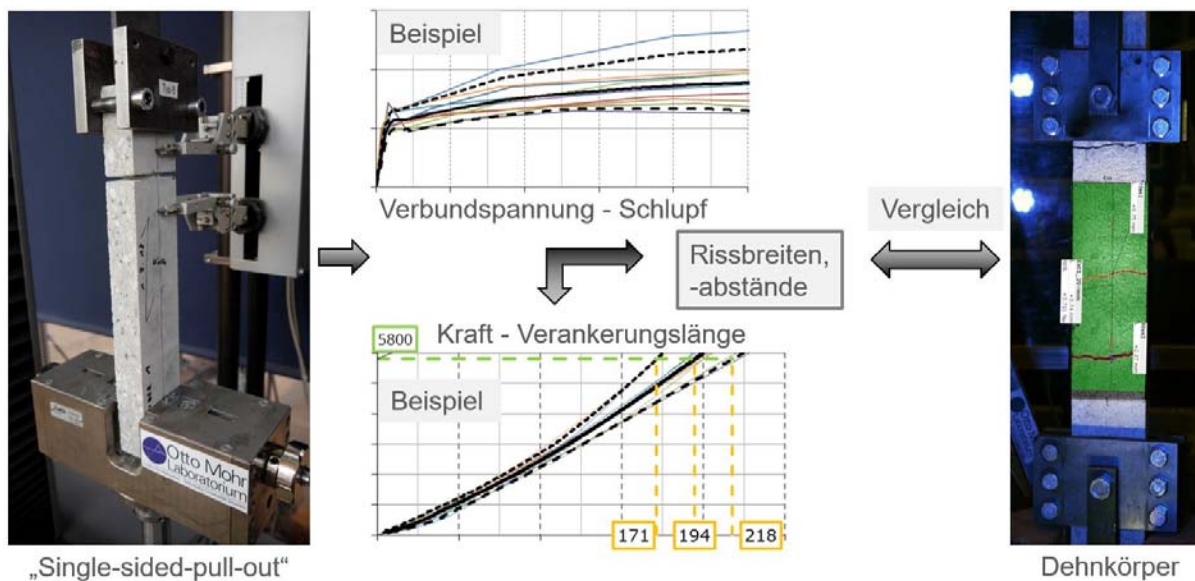 Beispiel
Verbundspannung - Schlupf
Vergleich
Rissbreiten,
-abstände
5800
Kraft - Verankerungslänge
Beispiel
171
194
218
Otto Mohr
Laboratorium
„Single-sided-pull-out“
Dehnkörper